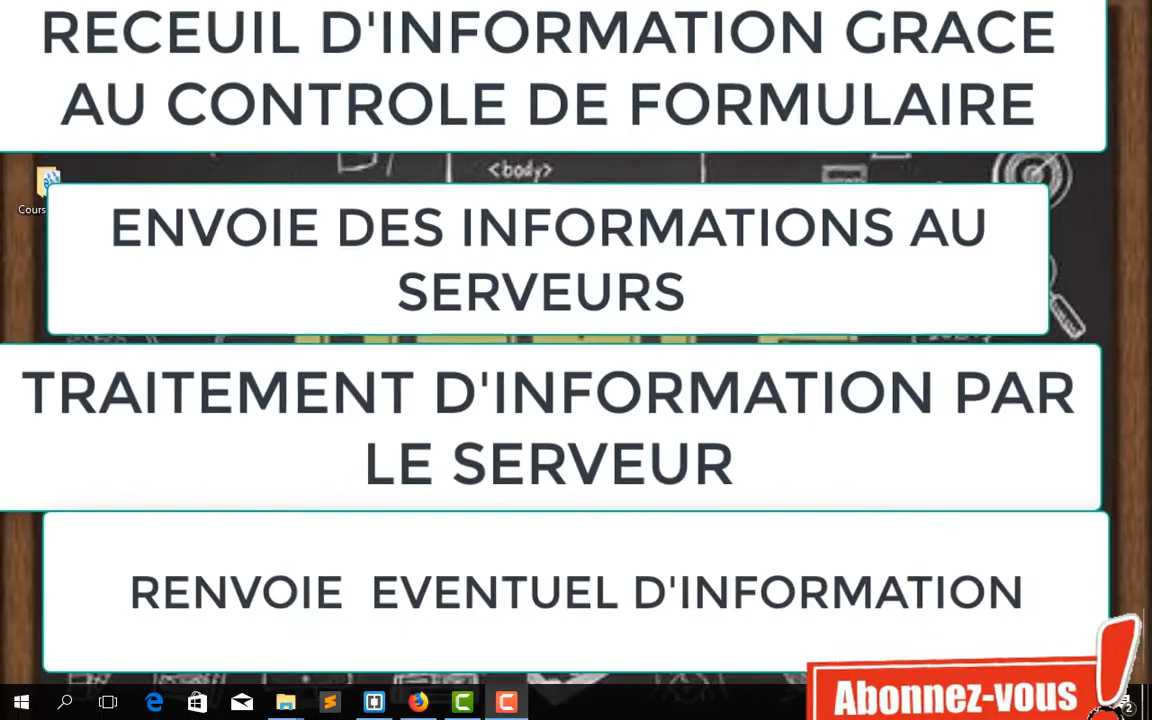 RECEUIL D'INFORMATION GRACE
AU CONTROLE DE FORMULAIRE
<body>
Cours
ENVOIE DES INFORMATIONS AU
SERVEURS
TRAITEMENT D'INFORMATION PAR
LE SERVEUR
RENVOIE EVENTUEL D'INFORMATION
Abonnez-vous
2